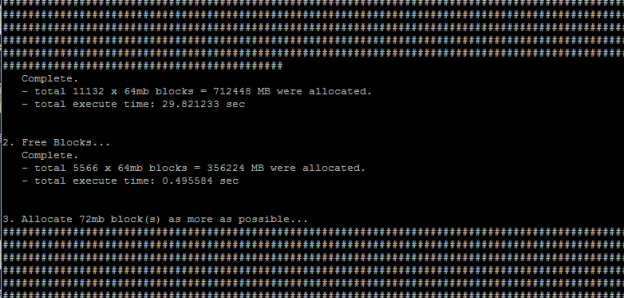 Complete.
- total 11132 x 64mb blocks = 712448 MB were allocated.
- total execute time: 29.821233 sec
2. Free Blocks...
Complete.
- total 5566 x 64mb blocks = 356224 MB were allocated.
- total execute time: 0.495584 sec
3. Allocate 72mb block(s) as more as possible...